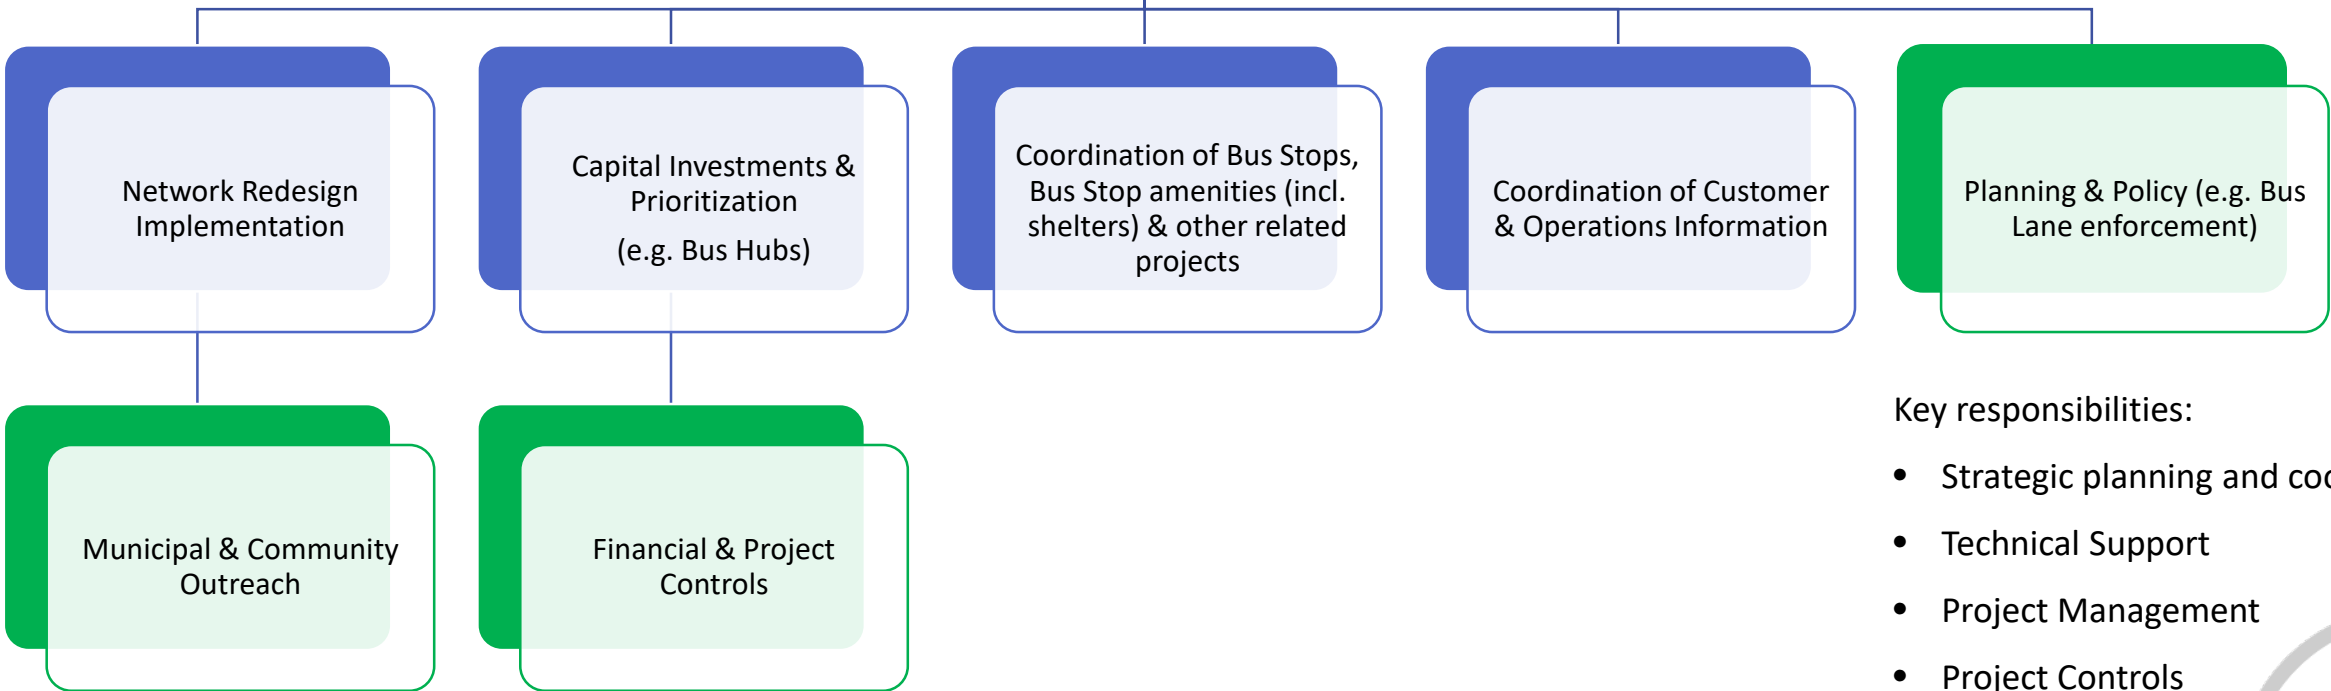 Network Redesign
Implementation
Capital Investments &
Prioritization
(e.g. Bus Hubs)
Coordination of Bus Stops,
Bus Stop amenities (incl.
shelters) & other related
projects
Coordination of Customer
& Operations Information
Planning & Policy (e.g. Bus
Lane enforcement)
Municipal & Community
Outreach
Financial & Project
Controls
Key responsibilities:
• Strategic planning and
• Technical Support
• Project Management
• Project Controls